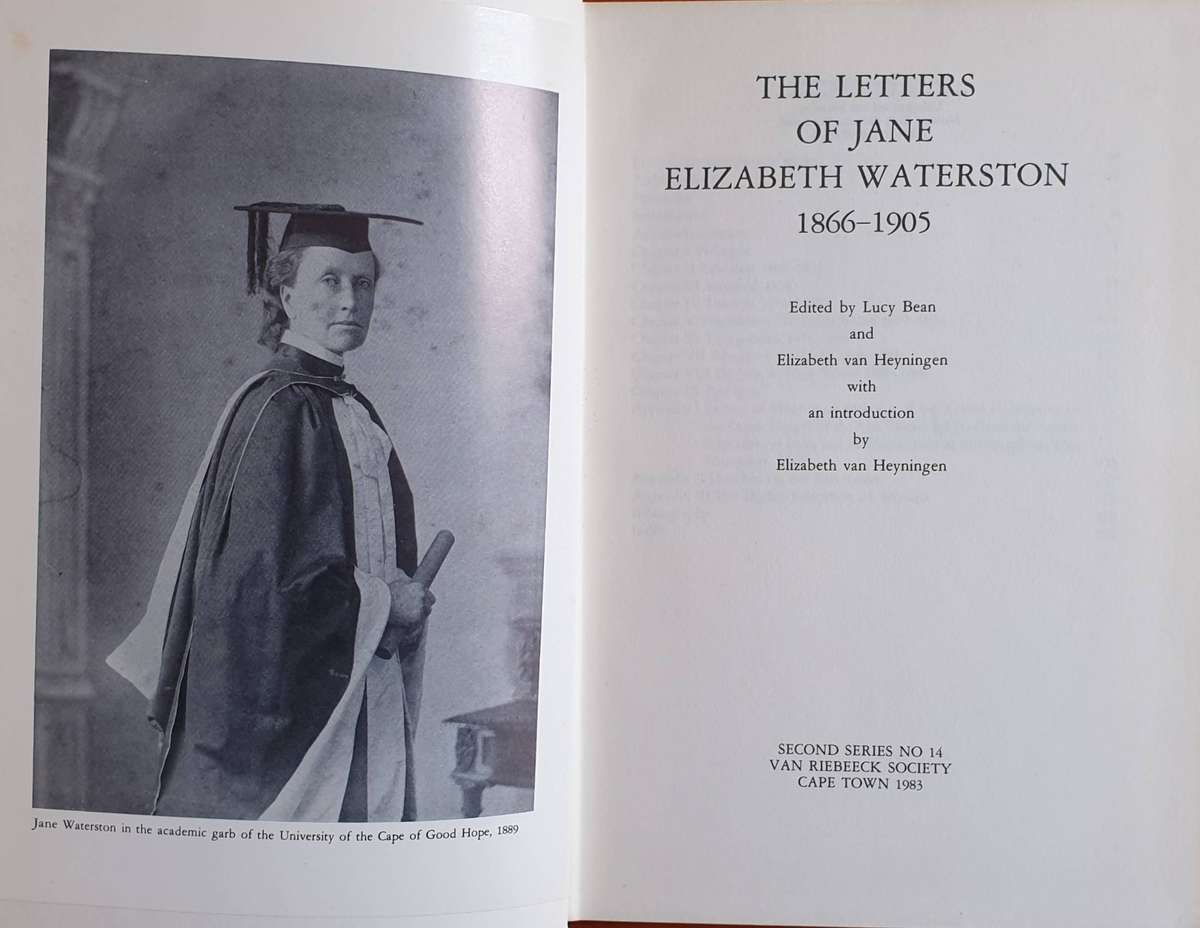 Jane Waterston in the academic garb of the University of the Cape of Good Hope, 1889
THE LETTERS
OF JANE
ELIZABETH WATERSTON
1866–1905
Edited by Lucy Bean
and
Elizabeth van Heyningen
with
an introduction
by
Elizabeth van Heyningen
SECOND SERIES NO 14
VAN RIEBEECK SOCIETY
CAPE TOWN 1983